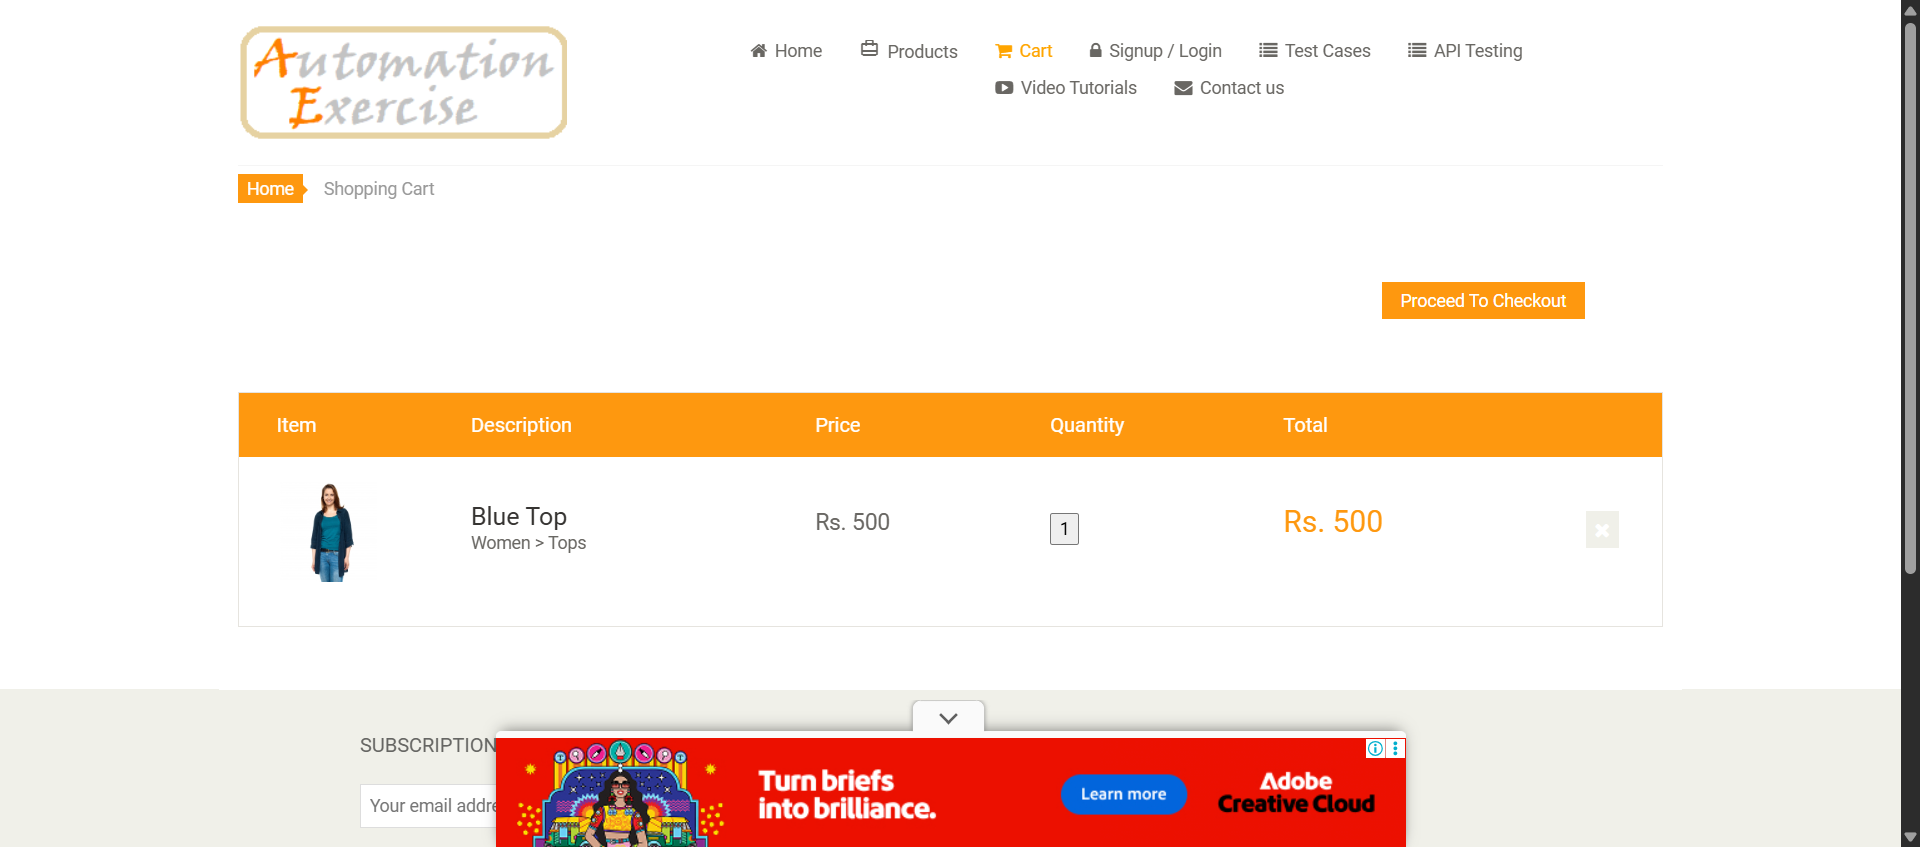 Automation
Exercise
Home
Products
Cart
Signup / Login
Test Cases
API Testing
Video Tutorials
Contact us
Home
Shopping Cart
Proceed To Checkout
Item Description Price Quantity Total
Blue Top
Women > Tops
Rs. 500
1
Rs. 500
SUBSCRIPTION
Your email addre
Turn briefs
into brilliance.
Learn more
Adobe
Creative Cloud